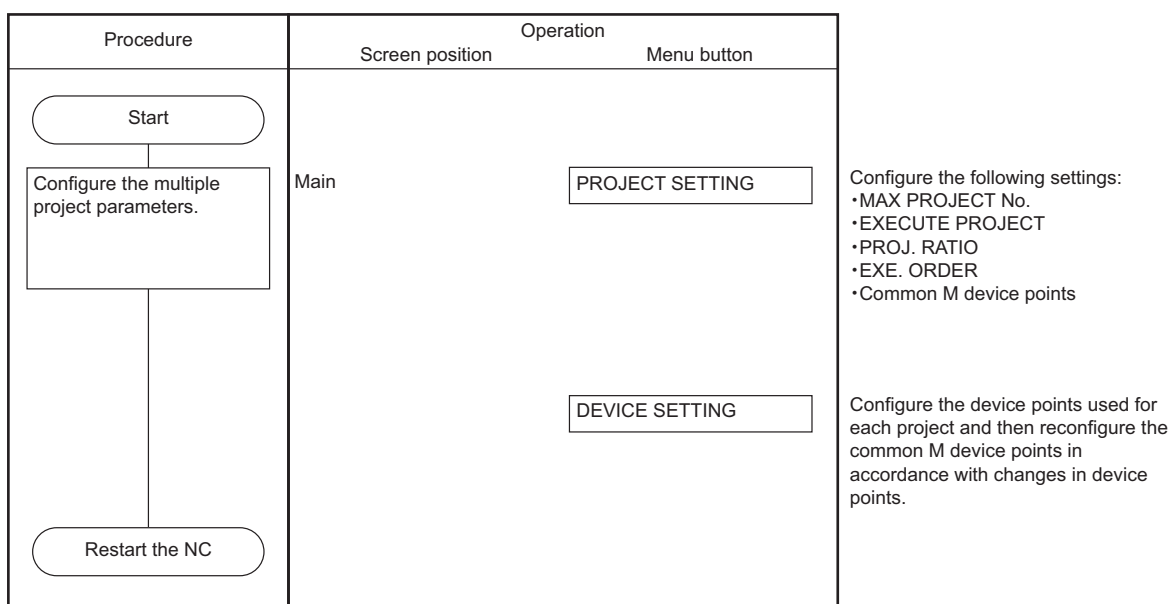 Procedure
Operation
Screen position
Menu button
Start
Configure the multiple
project parameters.
Main
PROJECT SETTING
Configure the following settings:
・MAX PROJECT No.
・EXECUTE PROJECT
・PROJ. RATIO
・EXE. ORDER
・Common M device points
DEVICE SETTING
Configure the device points used for
each project and then reconfigure the
common M device points in
accordance with changes in device
points.
Restart the NC